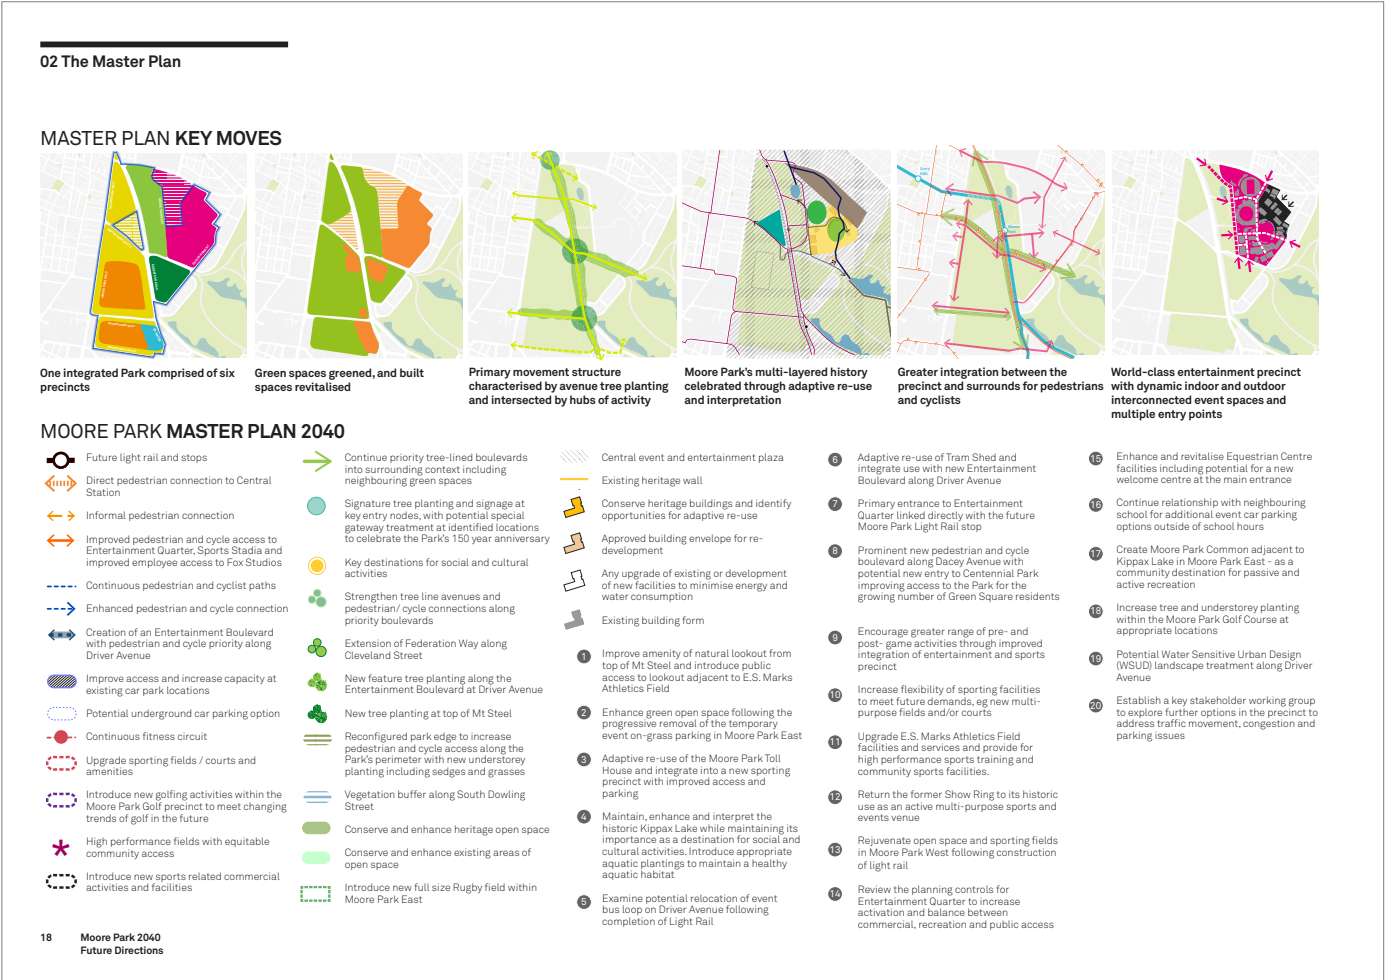 02 The Master Plan
MASTER PLAN KEY MOVES
One integrated Park comprised of six
precincts
Green spaces greened, and built
spaces revitalised
Primary movement structure
characterised by avenue tree planting
and intersected by hubs of activity
Moore Park's multi-layered history
celebrated through adaptive re-use
and interpretation
Greater integration between the
precinct and surrounds for pedestrians
and cyclists
World-class entertainment precinct
with dynamic indoor and outdoor
interconnected event spaces and
multiple entry points
MOORE PARK MASTER PLAN 2040
Future light rail and stops
Direct pedestrian connection to Central
Station
Informal pedestrian connection
Improved pedestrian and cycle access to
Entertainment Quarter, Sports Stadia and
improved employee access to Fox Studios
Continuous pedestrian and cyclist paths
Enhanced pedestrian and cycle connection
Creation of an Entertainment Boulevard
with pedestrian and cycle priority along
Driver Avenue
Improve access and increase capacity at
existing car park locations
Potential underground car parking option
Continuous fitness circuit
Upgrade sporting fields / courts and
amenities
Introduce new golfing activities within the
Moore Park Golf precinct to meet changing
trends of golf in the future
High performance fields with equitable
community access
Introduce new sports related commercial
activities and facilities
Continue priority tree-lined boulevards
into surrounding context including
neighbouring green spaces
Signature tree planting and signage at
key entry nodes, with potential special
gateway treatment at identified locations
to celebrate the Park's 150 year anniversary
Key destinations for social and cultural
activities
Strengthen tree line avenues and
pedestrian/ cycle connections along
priority boulevards
Extension of Federation Way along
Cleveland Street
New feature tree planting along the
Entertainment Boulevard at Driver Avenue
New tree planting at top of Mt Steel
Reconfigured park edge to increase
pedestrian and cycle access along the
Park's perimeter with new understorey
planting including sedges and grasses
Vegetation buffer along South Dowling
Street
Conserve and enhance heritage open space
Conserve and enhance existing areas of
open space
Introduce new full size Rugby field within
Moore Park East
Central event and entertainment plaza
Existing heritage wall
Conserve heritage buildings and identify
opportunities for adaptive re-use
Approved building envelope for re-
development
Any upgrade of existing or development
of new facilities to minimise energy and
water consumption
Existing building form
1 Improve amenity of natural lookout from
top of Mt Steel and introduce public
access to lookout adjacent to E.S. Marks
Athletics Field
2 Enhance green open space following the
progressive removal of the temporary
event on-grass parking in Moore Park East
3 Adaptive re-use of the Moore Park Toll
House and integrate into a new sporting
precinct with improved access and
parking
4 Maintain, enhance and interpret the
historic Kippax Lake while maintaining its
importance as a destination for social and
cultural activities. Introduce appropriate
aquatic plantings to maintain a healthy
aquatic habitat
5 Examine potential relocation of event
bus loop on Driver Avenue following
completion of Light Rail
6 Adaptive re-use of Tram Shed and
integrate use with new Entertainment
Boulevard along Driver Avenue
7 Primary entrance to Entertainment
Quarter linked directly with the future
Moore Park Light Rail stop
8 Prominent new pedestrian and cycle
boulevard along Dacey Avenue with
potential new entry to Centennial Park
improving access to the Park for the
growing number of Green Square residents
9 Encourage greater range of pre- and
post- game activities through improved
integration of entertainment and sports
precinct
10 Increase flexibility of sporting facilities
to meet future demands, eg new multi-
purpose fields and/or courts
11 Upgrade E.S. Marks Athletics Field
facilities and services and provide for
high performance sports training and
community sports facilities.
12 Return the former Show Ring to its historic
use as an active multi-purpose sports and
events venue
13 Rejuvenate open space and sporting fields
in Moore Park West following construction
of light rail
14 Review the planning controls for
Entertainment Quarter to increase
activation and balance between
commercial, recreation and public access
15 Enhance and revitalise Equestrian Centre
facilities including potential for a new
welcome centre at the main entrance
16 Continue relationship with neighbouring
school for additional event car parking
options outside of school hours
17 Create Moore Park Common adjacent to
Kippax Lake in Moore Park East - as a
community destination for passive and
active recreation
18 Increase tree and understorey planting
within the Moore Park Golf Course at
appropriate locations
19 Potential Water Sensitive Urban Design
(WSUD) landscape treatment along Driver
Avenue
20 Establish a key stakeholder working group
to explore further options in the precinct to
address traffic movement, congestion and
parking issues
18 Moore Park 2040
Future Directions